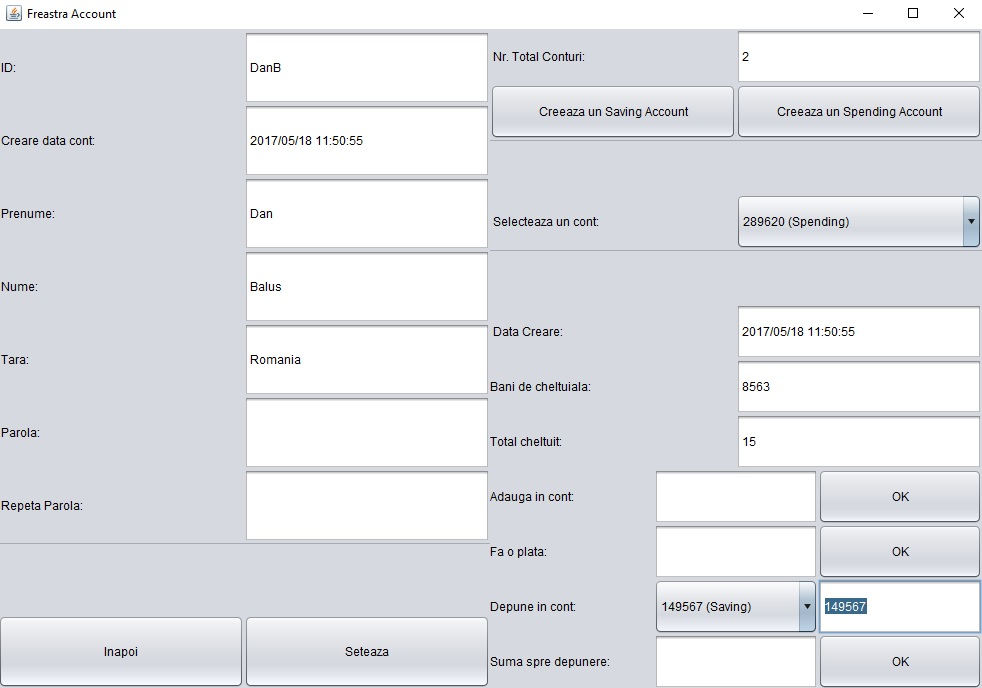 Freastra Account
ID:
DanB
Creare data cont:
2017/05/18 11:50:55
Prenume:
Dan
Nume:
Balus
Tara:
Romania
Parola:
Repeta Parola:
Inapoi
Seteaza
Nr. Total Conturi:
2
Creeaza un Saving Account
Creeaza un Spending Account
Selecteaza un cont:
289620 (Spending)
Data Creare:
2017/05/18 11:50:55
Bani de cheltuiala:
8563
Total cheltuit:
15
Adauga in cont:
OK
Fa o plata:
OK
Depune in cont:
149567 (Saving)
149567
Suma spre depunere:
OK